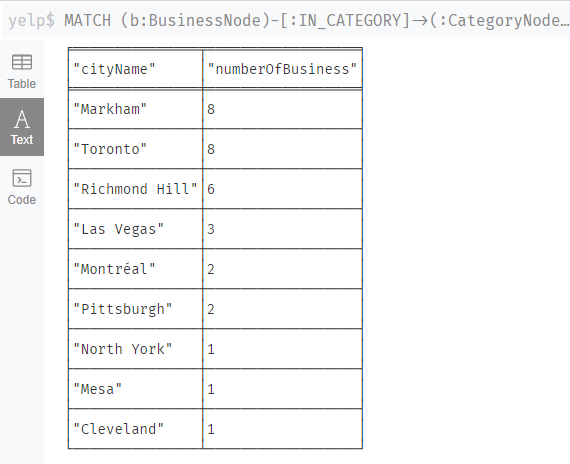 yelp$ MATCH (b:BusinessNode)-[:IN_CATEGORY]→(:CategoryNode…
"cityName" "numberOfBusiness"
Table
"Markham" 8
A
Text
"Toronto" 8
"Richmond Hill" 6
Code
"Las Vegas" 3
"Montréal" 2
"Pittsburgh" 2
"North York" 1
"Mesa" 1
"Cleveland" 1